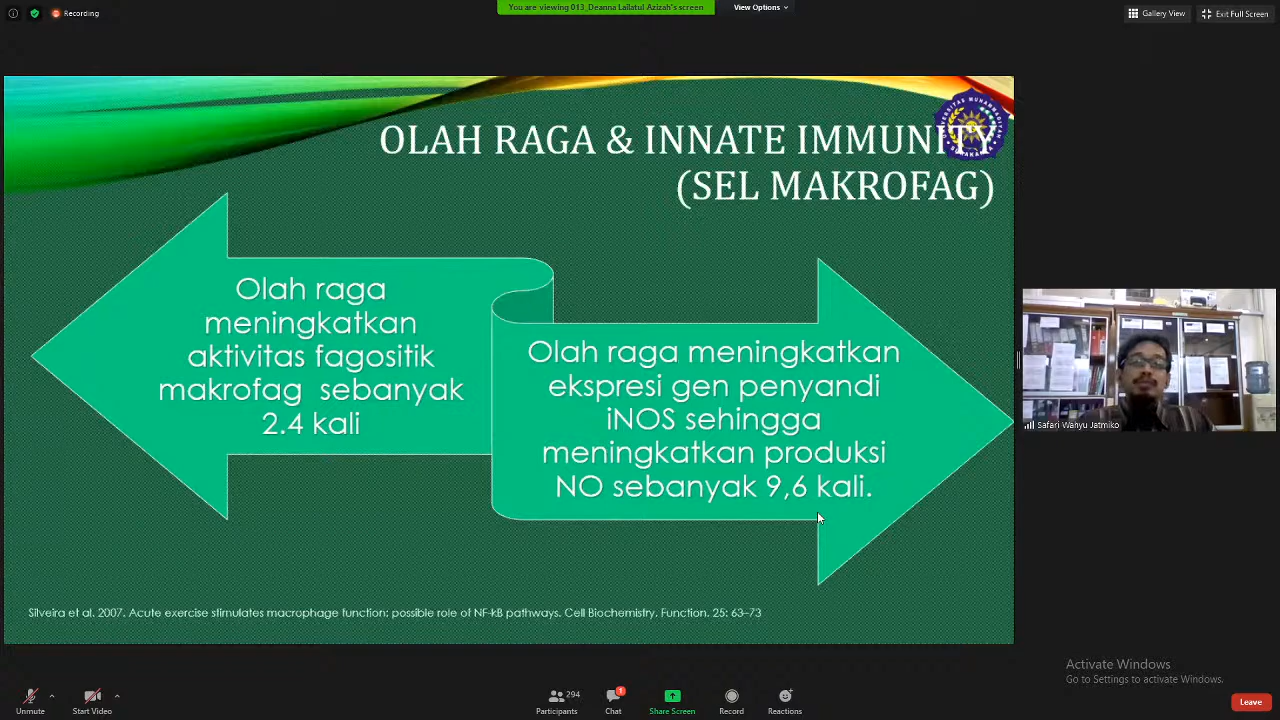 Recording
You are viewing 013_Deanna Lailatul Azizah's screen
View Options
Gallery View
Exit Full Screen
OLAH RAGA & INNATE IMMUNITY
(SEL MAKROFAG)
Olah raga
meningkatkan
aktivitas fagositik
makrofag sebanyak
2.4 kali
Olah raga meningkatkan
ekspresi gen penyandi
iNOS sehingga
meningkatkan produksi
NO sebanyak 9,6 kali.
Silveira et al. 2007. Acute exercise stimulates macrophage function: possible role of NF-kB pathways. Cell Biochemistry. Function. 25: 63–73
Safari Wahyu Jatmiko
Activate Windows
Go to Settings to activate Windows.
Unmute
Start Video
294
Participants
1
Chat
Share Screen
Record
Reactions
Leave